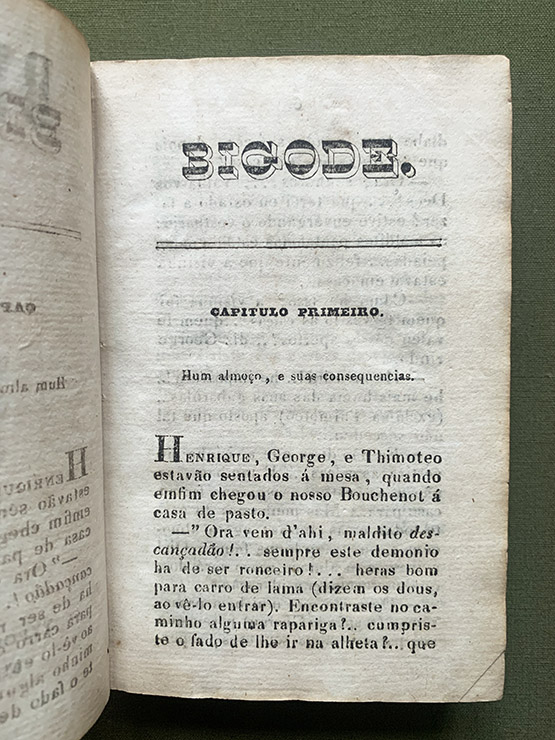 BIGODE,
CAPITULO PRIMEIRO.
Hum almoço, e suas consequencias.
HENRIQUE, George, e Thimoteo
estavão sentados á mesa, quando
emfim chegou o nosso Bouchenot á
casa de pasto.
—"Ora vem d'ahi, maldito des-
cançadão!.. sempre este demonio
ha de ser ronceiro!... heras bom
para carro de lama (dizem os dous,
ao vê-lo entrar). Encontraste no ca-
minho alguma rapariga?.. cumpris-
te o fado de lhe ir na alheta?.. que